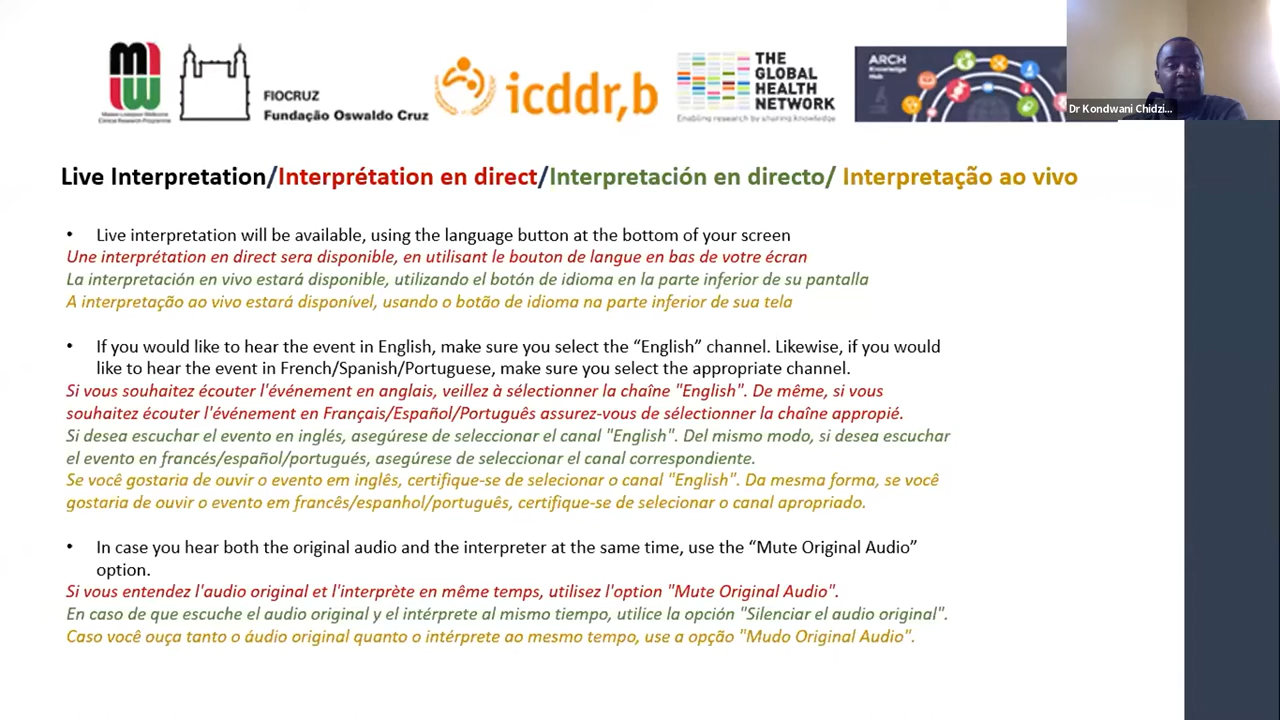 FIOCRUZ
Fundação Oswaldo Cruz
icddr,b
THE
GLOBAL
HEALTH
NETWORK
Enabling research by sharing knowledge
ARCH
Knowledge
Hub
Dr Kondwani Chidzi...
Live Interpretation/Interprétation en direct/Interpretación en directo/ Interpretação ao vivo
• Live interpretation will be available, using the language button at the bottom of your screen
Une interprétation en direct sera disponible, en utilisant le bouton de langue en bas de votre écran
La interpretación en vivo estará disponible, utilizando el botón de idioma en la parte inferior de su pantalla
A interpretação ao vivo estará disponível, usando o botão de idioma na parte inferior de sua tela
• If you would like to hear the event in English, make sure you select the “English” channel. Likewise, if you would
like to hear the event in French/Spanish/Portuguese, make sure you select the appropriate channel.
Si vous souhaitez écouter l'événement en anglais, veillez à sélectionner la chaîne "English". De même, si vous
souhaitez écouter l'événement en Français/Español/Português assurez-vous de sélectionner la chaîne appropié.
Si desea escuchar el evento en inglés, asegúrese de seleccionar el canal "English". Del mismo modo, si desea escuchar
el evento en francés/español/portugués, asegúrese de seleccionar el canal correspondiente.
Se você gostaria de ouvir o evento em inglês, certifique-se de selecionar o canal "English". Da mesma forma, se você
gostaria de ouvir o evento em francês/espanhol/português, certifique-se de selecionar o canal apropriado.
• In case you hear both the original audio and the interpreter at the same time, use the “Mute Original Audio”
option.
Si vous entendez l'audio original et l'interprète en même temps, utilisez l'option "Mute Original Audio".
En caso de que escuche el audio original y el intérprete al mismo tiempo, utilice la opción "Silenciar el audio original".
Caso você ouça tanto o áudio original quanto o intérprete ao mesmo tempo, use a opção "Mudo Original Audio".